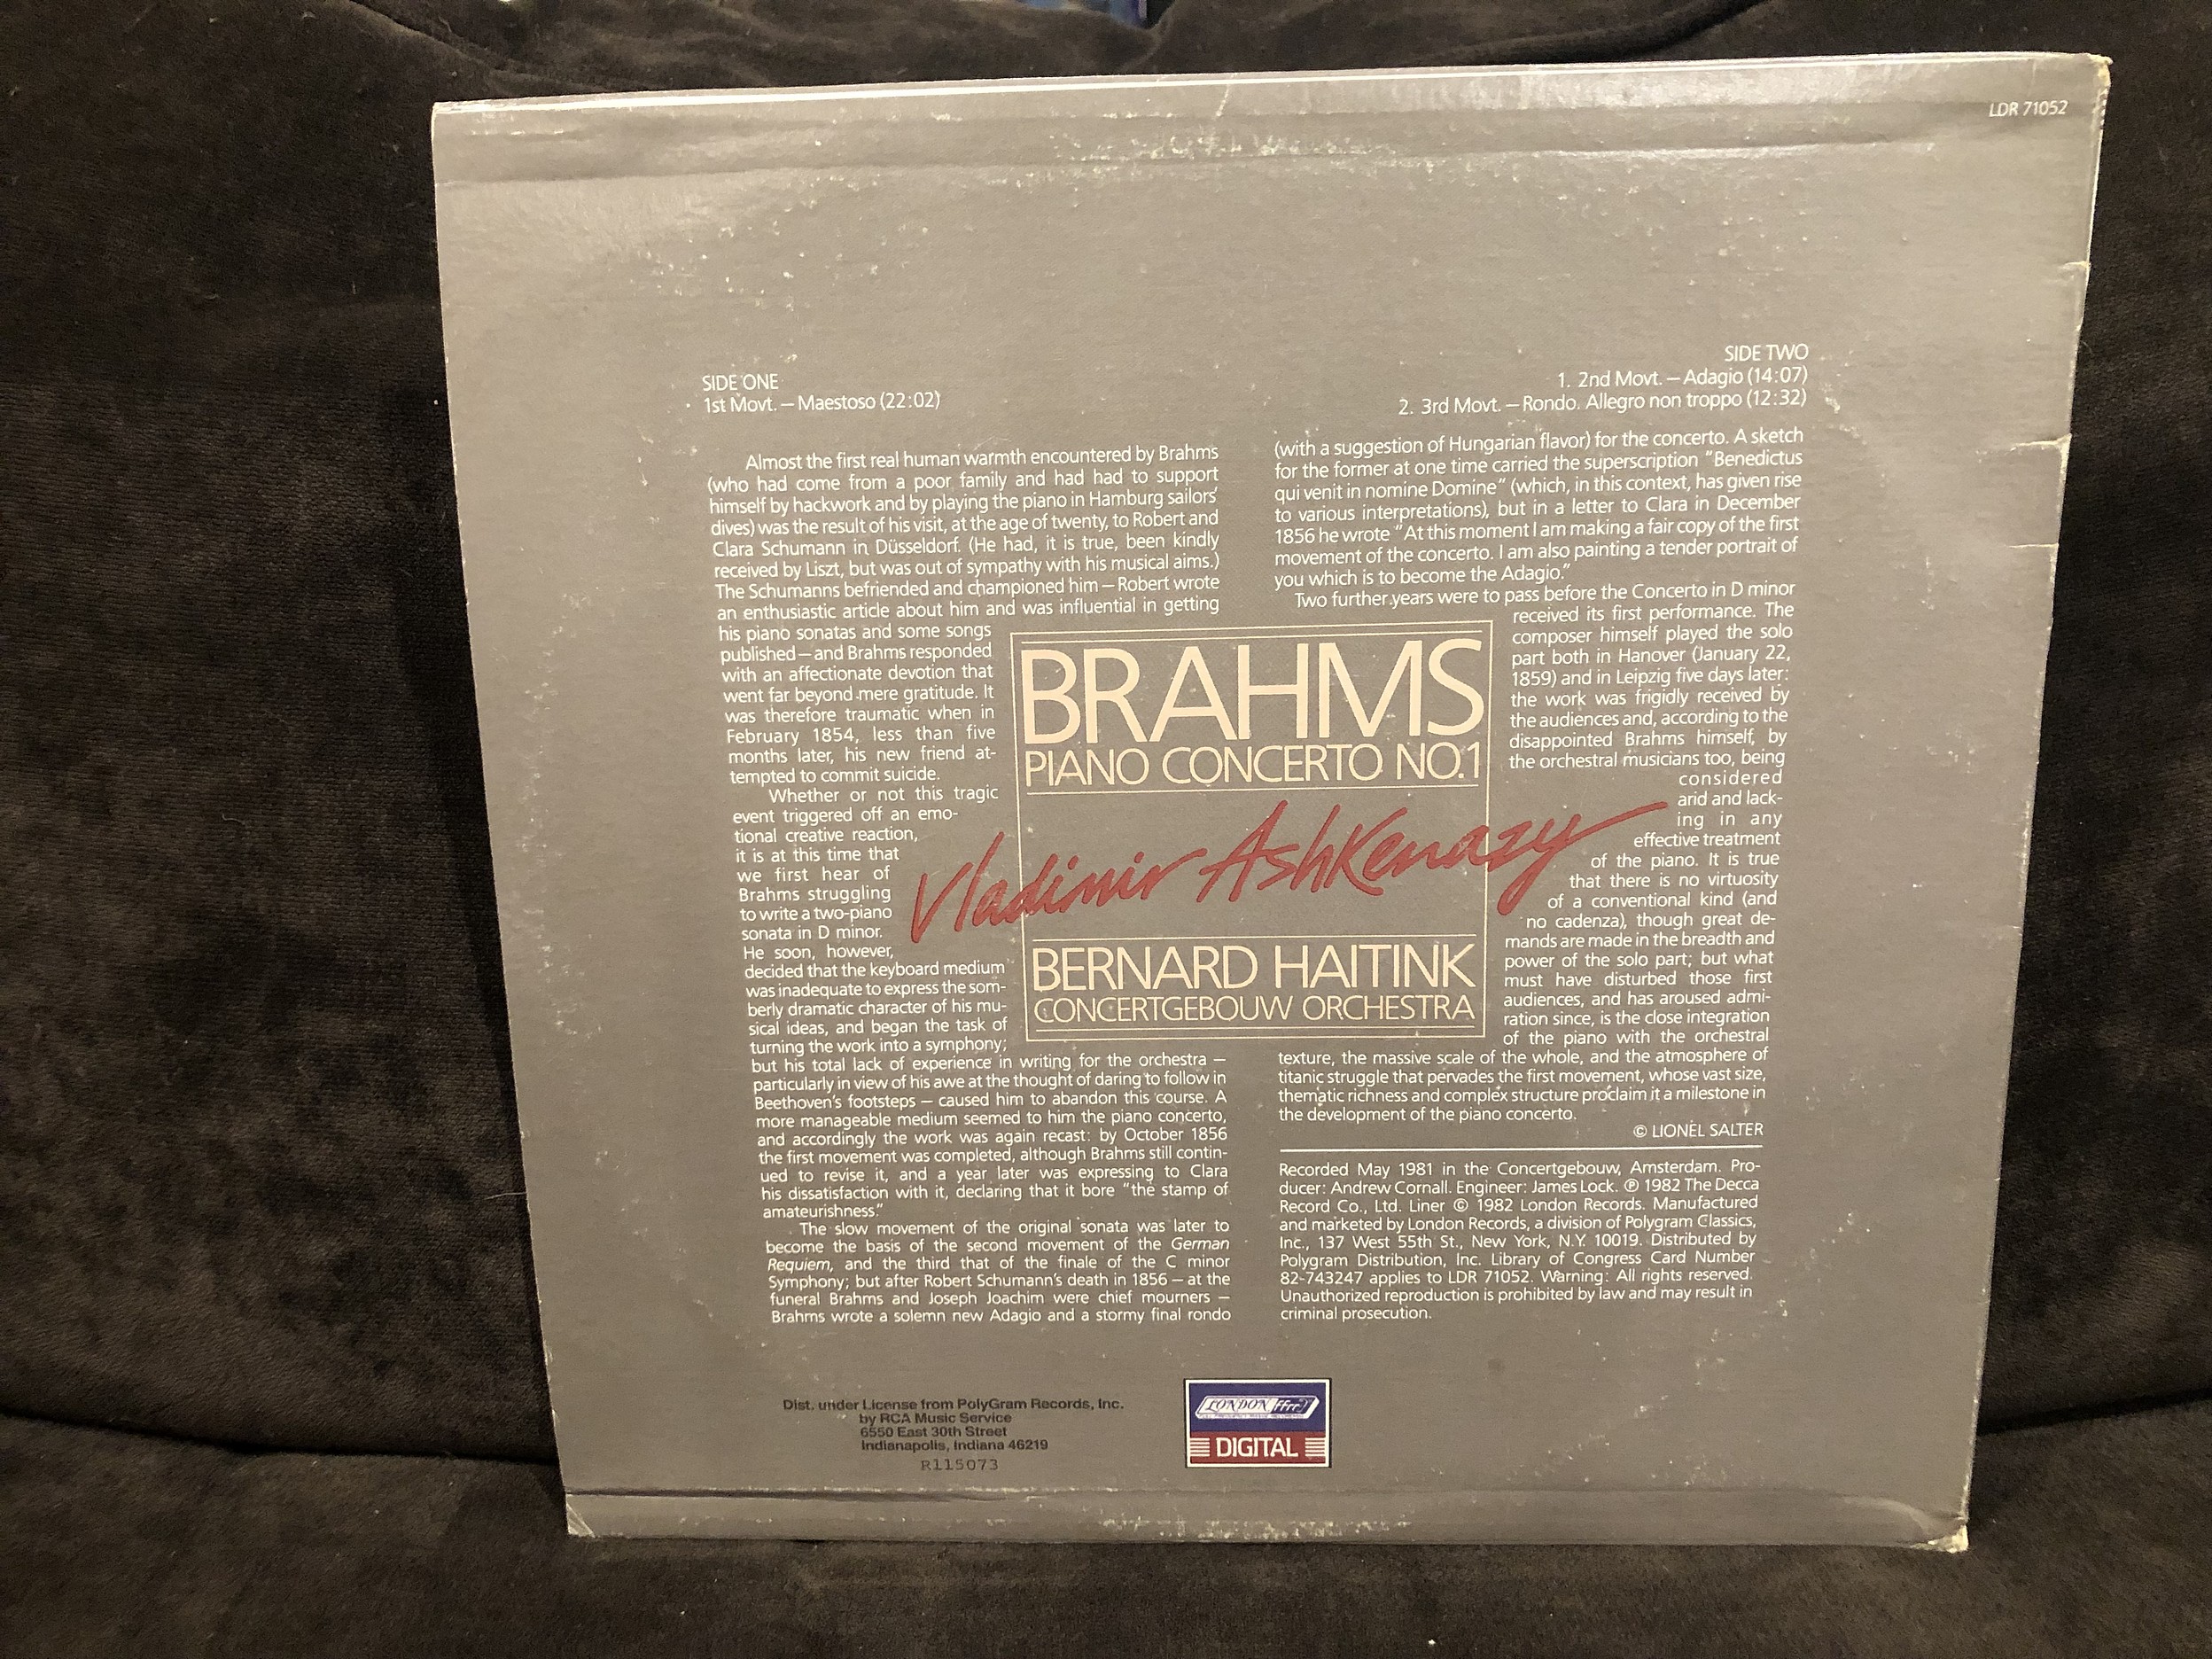 LDR 71052
SIDE ONE
1st Movt. – Maestoso (22:02)
SIDE TWO
1. 2nd Movt. – Adagio (14:07)
2. 3rd Movt. – Rondo. Allegro non troppo (12:32)
Almost the first real human warmth encountered by Brahms
(who had come from a poor family and had had to support
himself by hackwork and by playing the piano in Hamburg sailors'
dives) was the result of his visit, at the age of twenty, to Robert and
Clara Schumann in Düsseldorf. (He had, it is true, been kindly
received by Liszt, but was out of sympathy with his musical aims.)
The Schumanns befriended and championed him – Robert wrote
an enthusiastic article about him and was influential in getting
his piano sonatas and some songs
published – and Brahms responded
with an affectionate devotion that
went far beyond mere gratitude. It
was therefore traumatic when in
February 1854, less than five
months later, his new friend at-
tempted to commit suicide.
Whether or not this tragic
event triggered off an emo-
tional creative reaction,
it is at this time that
we first hear of
Brahms struggling
to write a two-piano
sonata in D minor.
He soon, however,
decided that the keyboard medium
was inadequate to express the som-
berly dramatic character of his mu-
sical ideas, and began the task of
turning the work into a symphony;
but his total lack of experience in writing for the orchestra –
particularly in view of his awe at the thought of daring to follow in
Beethoven's footsteps – caused him to abandon this course. A
more manageable medium seemed to him the piano concerto,
and accordingly the work was again recast: by October 1856
the first movement was completed, although Brahms still contin-
ued to revise it, and a year later was expressing to Clara
his dissatisfaction with it, declaring that it bore "the stamp of
amateurishness."
The slow movement of the original sonata was later to
become the basis of the second movement of the German
Requiem, and the third that of the finale of the C minor
Symphony; but after Robert Schumann's death in 1856 – at the
funeral Brahms and Joseph Joachim were chief mourners –
Brahms wrote a solemn new Adagio and a stormy final rondo
(with a suggestion of Hungarian flavor) for the concerto. A sketch
for the former at one time carried the superscription "Benedictus
qui venit in nomine Domine" (which, in this context, has given rise
to various interpretations), but in a letter to Clara in December
1856 he wrote "At this moment I am making a fair copy of the first
movement of the concerto. I am also painting a tender portrait of
you which is to become the Adagio."
Two further years were to pass before the Concerto in D minor
received its first performance. The
composer himself played the solo
part both in Hanover (January 22,
1859) and in Leipzig five days later:
the work was frigidly received by
the audiences and, according to the
disappointed Brahms himself, by
the orchestral musicians too, being
considered
arid and lack-
ing in any
effective treatment
of the piano. It is true
that there is no virtuosity
of a conventional kind (and
no cadenza), though great de-
mands are made in the breadth and
power of the solo part; but what
must have disturbed those first
audiences, and has aroused admi-
ration since, is the close integration
of the piano with the orchestral
texture, the massive scale of the whole, and the atmosphere of
titanic struggle that pervades the first movement, whose vast size,
thematic richness and complex structure proclaim it a milestone in
the development of the piano concerto.
© LIONEL SALTER
BRAHMS
PIANO CONCERTO NO.1
Vladimir Ashkenazy
BERNARD HAITINK
CONCERTGEBOUW ORCHESTRA
Recorded May 1981 in the Concertgebouw, Amsterdam. Pro-
ducer: Andrew Cornall. Engineer: James Lock. ℗ 1982 The Decca
Record Co., Ltd. Liner © 1982 London Records. Manufactured
and marketed by London Records, a division of Polygram Classics,
Inc., 137 West 55th St., New York, N.Y. 10019. Distributed by
Polygram Distribution, Inc. Library of Congress Card Number
82-743247 applies to LDR 71052. Warning: All rights reserved.
Unauthorized reproduction is prohibited by law and may result in
criminal prosecution.
Dist. under License from PolyGram Records, Inc.
by RCA Music Service
6550 East 30th Street
Indianapolis, Indiana 46219
R115073
LONDON ffrr
DIGITAL